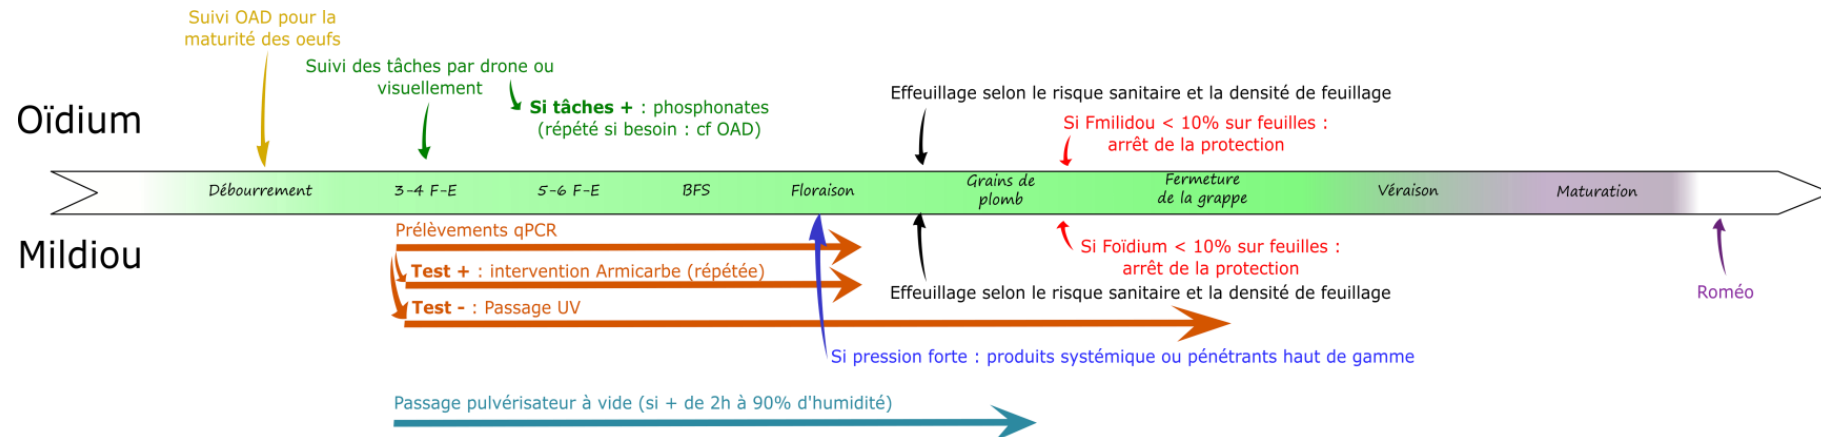 Suivi OAD pour la
maturité des oeufs
Suivi des tâches par drone ou
visuellement
Si tâches + : phosphonates
(répété si besoin : cf OAD)
Effeuillage selon le risque sanitaire et la densité de feuillage
Si Fmilidou < 10% sur feuilles :
arrêt de la protection
Oïdium
Débourrement
3-4 F-E
5-6 F-E
BFS
Floraison
Grains de
plomb
Fermeture
de la grappe
Véraison
Maturation
Mildiou
Prélèvements qPCR
Test + : intervention Armicarbe (répétée)
Test - : Passage UV
Si Foïdium < 10% sur feuilles :
arrêt de la protection
Effeuillage selon le risque sanitaire et la densité de feuillage
Roméo
Si pression forte : produits systémique ou pénétrants haut de gamme
Passage pulvérisateur à vide (si + de 2h à 90% d'humidité)